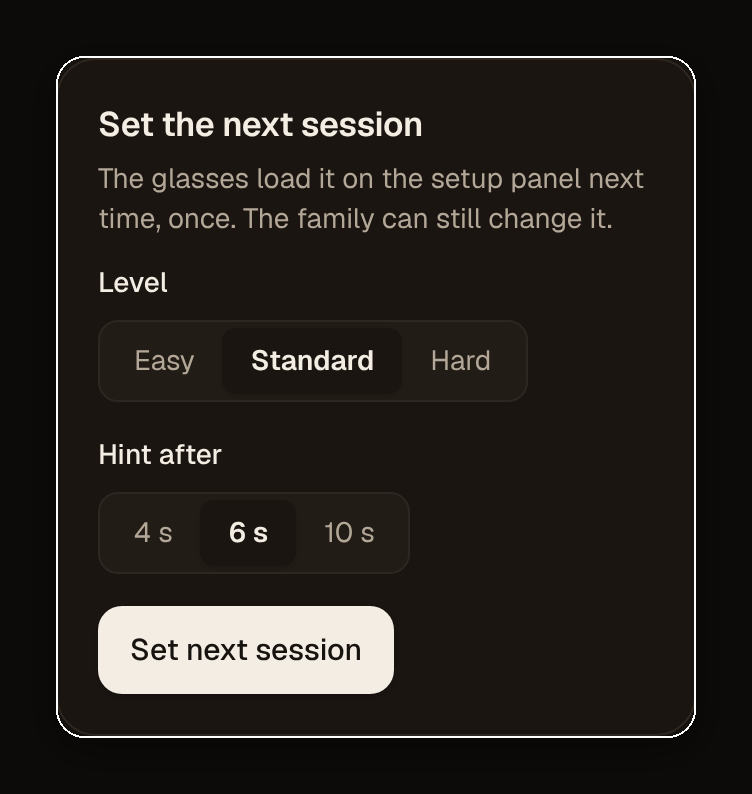 Set the next session
The glasses load it on the setup panel next
time, once. The family can still change it.
Level
Easy Standard Hard
Hint after
4 s 6 s 10 s
Set next session